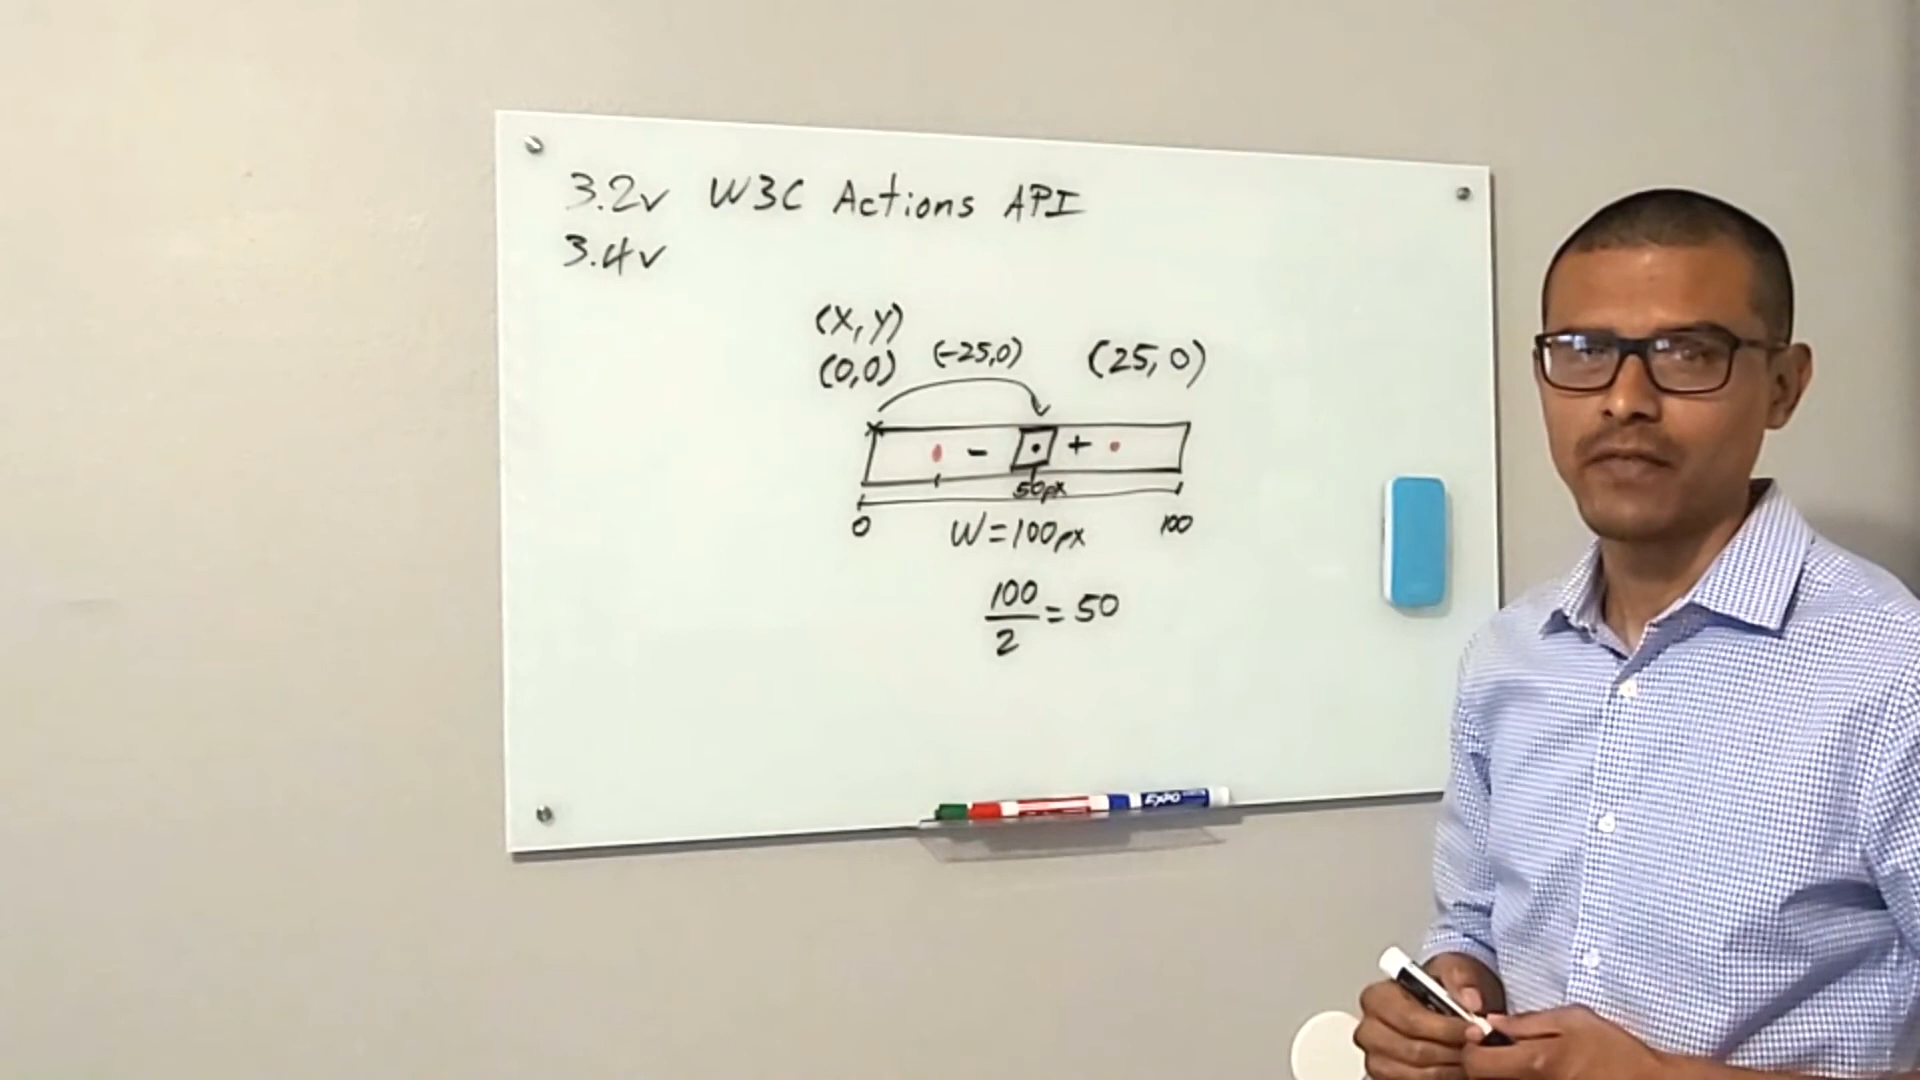 3.2v W3C Actions API
3.4v
(X,Y)
(0,0) (-25,0) (25,0)
- +
50px
0 W=100px 100
100/2 = 50
EXPO